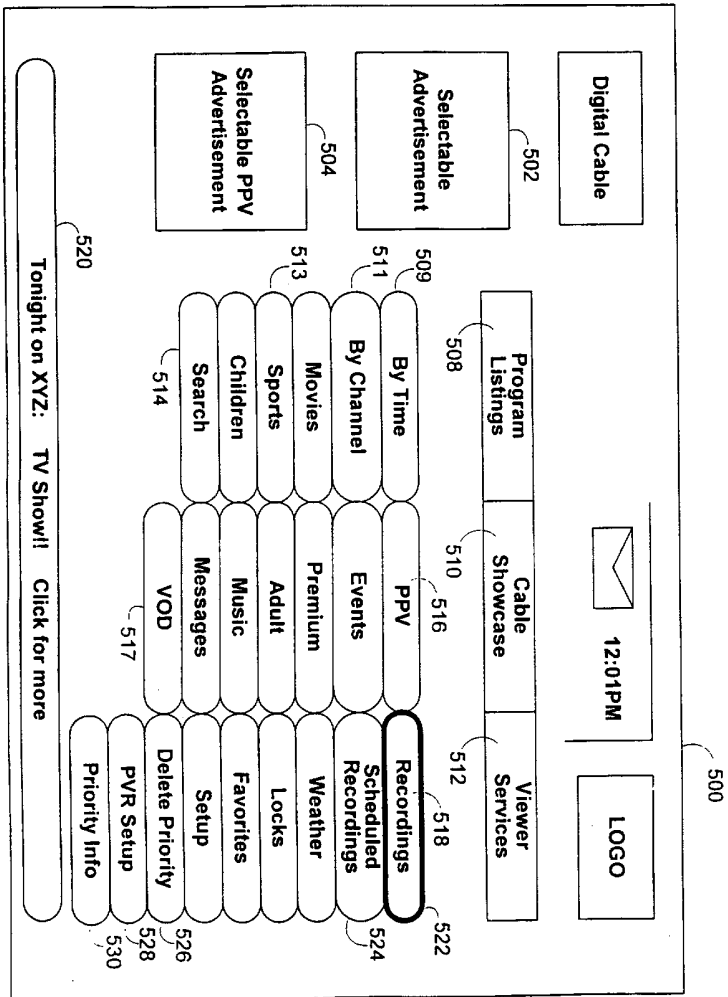 500
Digital Cable
12:01PM
LOGO
Selectable
Advertisement
502
Selectable PPV
Advertisement
504
Program
Listings
508
Cable
Showcase
510
Viewer
Services
512
509
By Time
511
By Channel
Movies
513
Sports
Children
Search
514
PPV
516
Events
Premium
Adult
Music
Messages
VOD
517
Recordings
518
522
Scheduled
Recordings
524
Weather
Locks
Favorites
Setup
Delete Priority
526
PVR Setup
528
Priority Info
530
520
Tonight on XYZ: TV Show!! Click for more